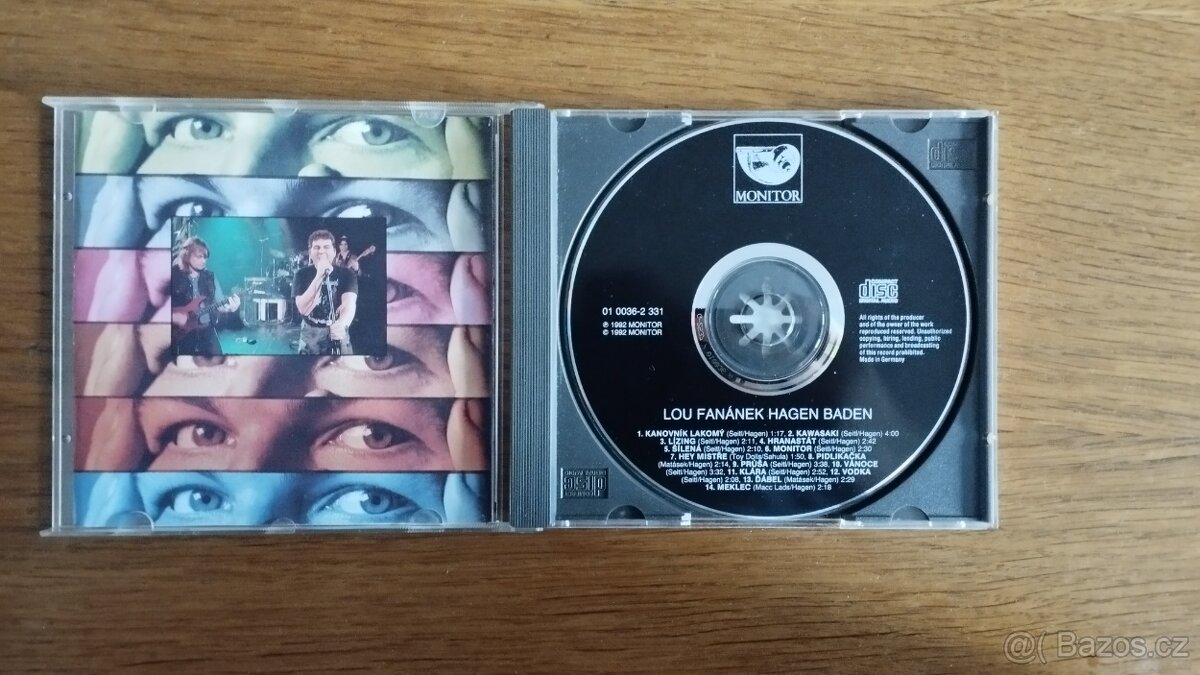 MONITOR
01 0036-2 331
℗ 1992 MONITOR
© 1992 MONITOR
COMPACT
disc
DIGITAL AUDIO
All rights of the producer
and of the owner of the work
reproduced reserved. Unauthorized
copying, hiring, lending, public
performance and broadcasting
of this record prohibited.
Made in Germany
LOU FANÁNEK HAGEN BADEN
1. KANOVNÍK LAKOMÝ (Seitl/Hagen) 1:17, 2. KAWASAKI (Seitl/Hagen) 4:00
3. LÍZING (Seitl/Hagen) 2:11, 4. HRANASTÁT (Seitl/Hagen) 2:42
5. ŠÍLENÁ (Seitl/Hagen) 2:10, 6. MONITOR (Seitl/Hagen) 2:30
7. HEY MISTŘE (Toy Dolls/Sahula) 1:50, 8. PIDLIKAČKA
(Matásek/Hagen) 2:14, 9. PRŮŠA (Seitl/Hagen) 3:38, 10. VÁNOCE
(Seitl/Hagen) 3:32, 11. KLÁRA (Seitl/Hagen) 2:52, 12. VODKA
(Seitl/Hagen) 2:08, 13. ĎÁBEL (Matásek/Hagen) 2:29
14. MEKLEC (Macc Lads/Hagen) 2:18
disc
@( Bazos.cz